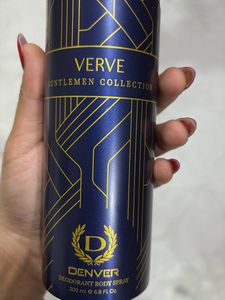 VERVE
GENTLEMEN COLLECTION
D
DENVER
DEODORANT BODY SPRAY
200 ml e 6.8 Fl. Oz.